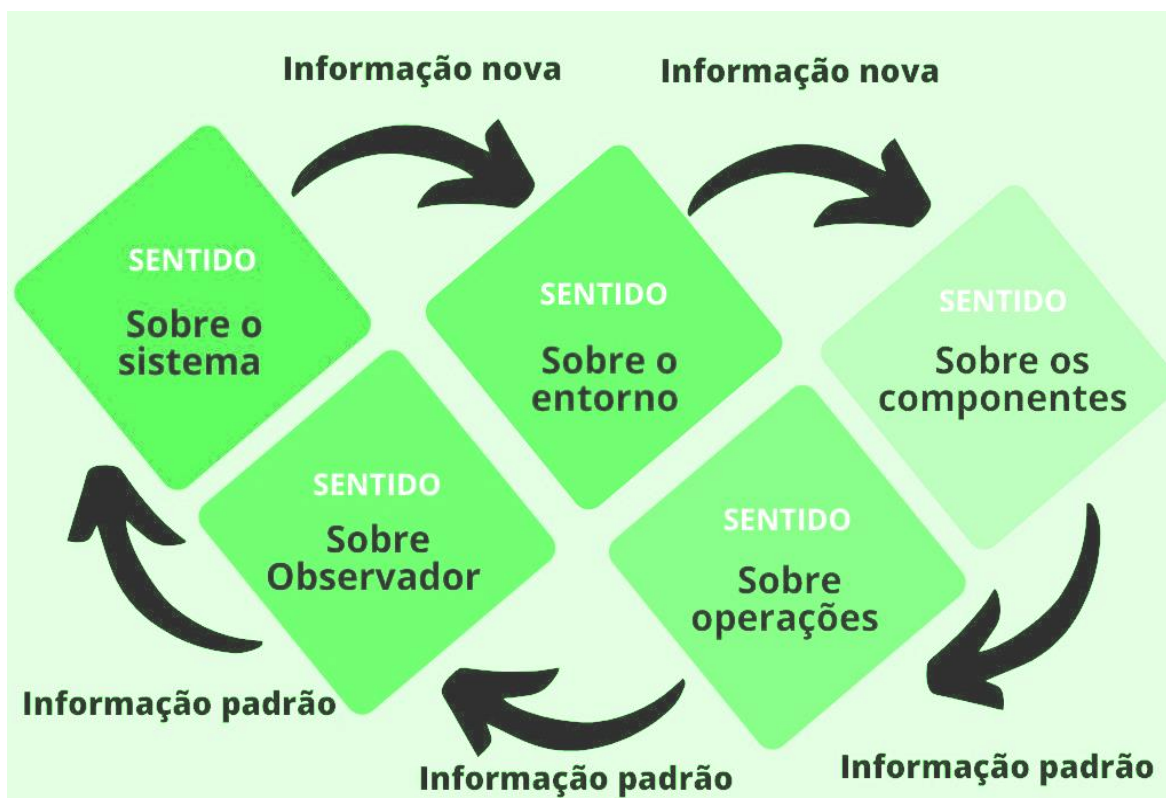 Informação nova
Informação nova
SENTIDO
Sobre o
sistema
SENTIDO
Sobre o
entorno
SENTIDO
Sobre os
componentes
SENTIDO
Sobre
Observador
SENTIDO
Sobre
operações
Informação padrão
Informação padrão
Informação padrão